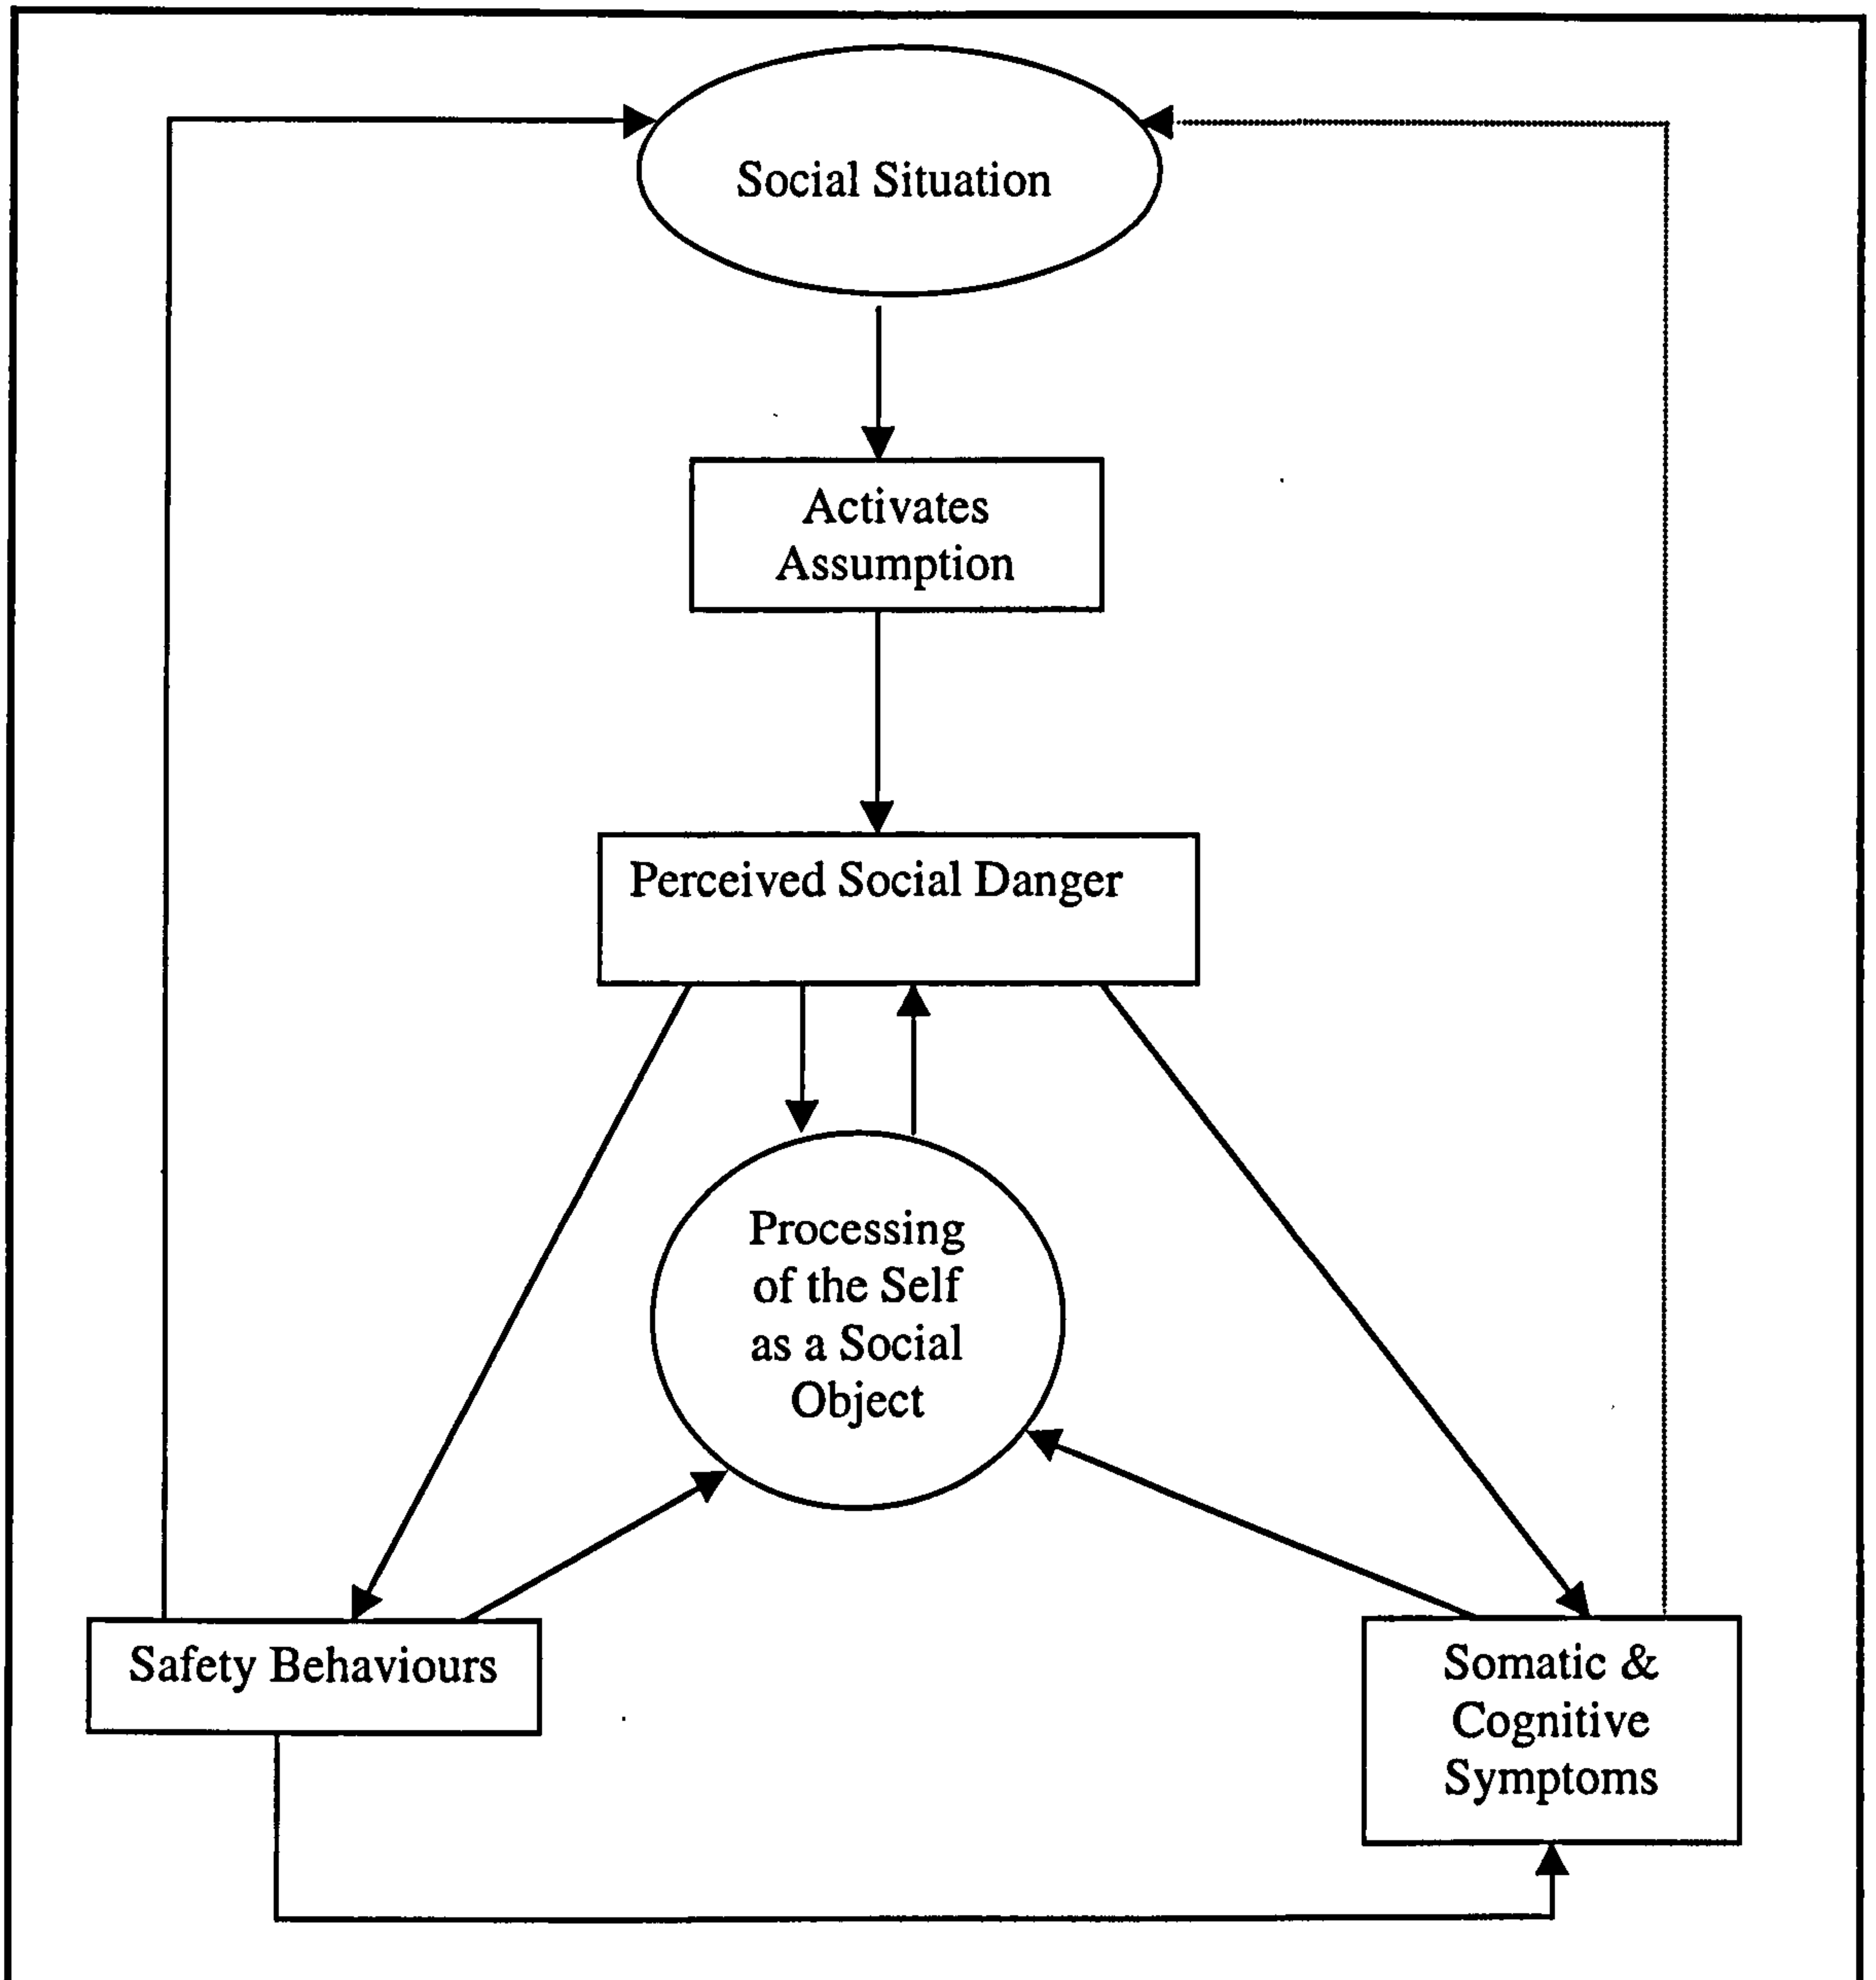 Social Situation
Activates
Assumption
Perceived Social Danger
Processing
of the Self
as a Social
Object
Safety Behaviours
Somatic &
Cognitive
Symptoms